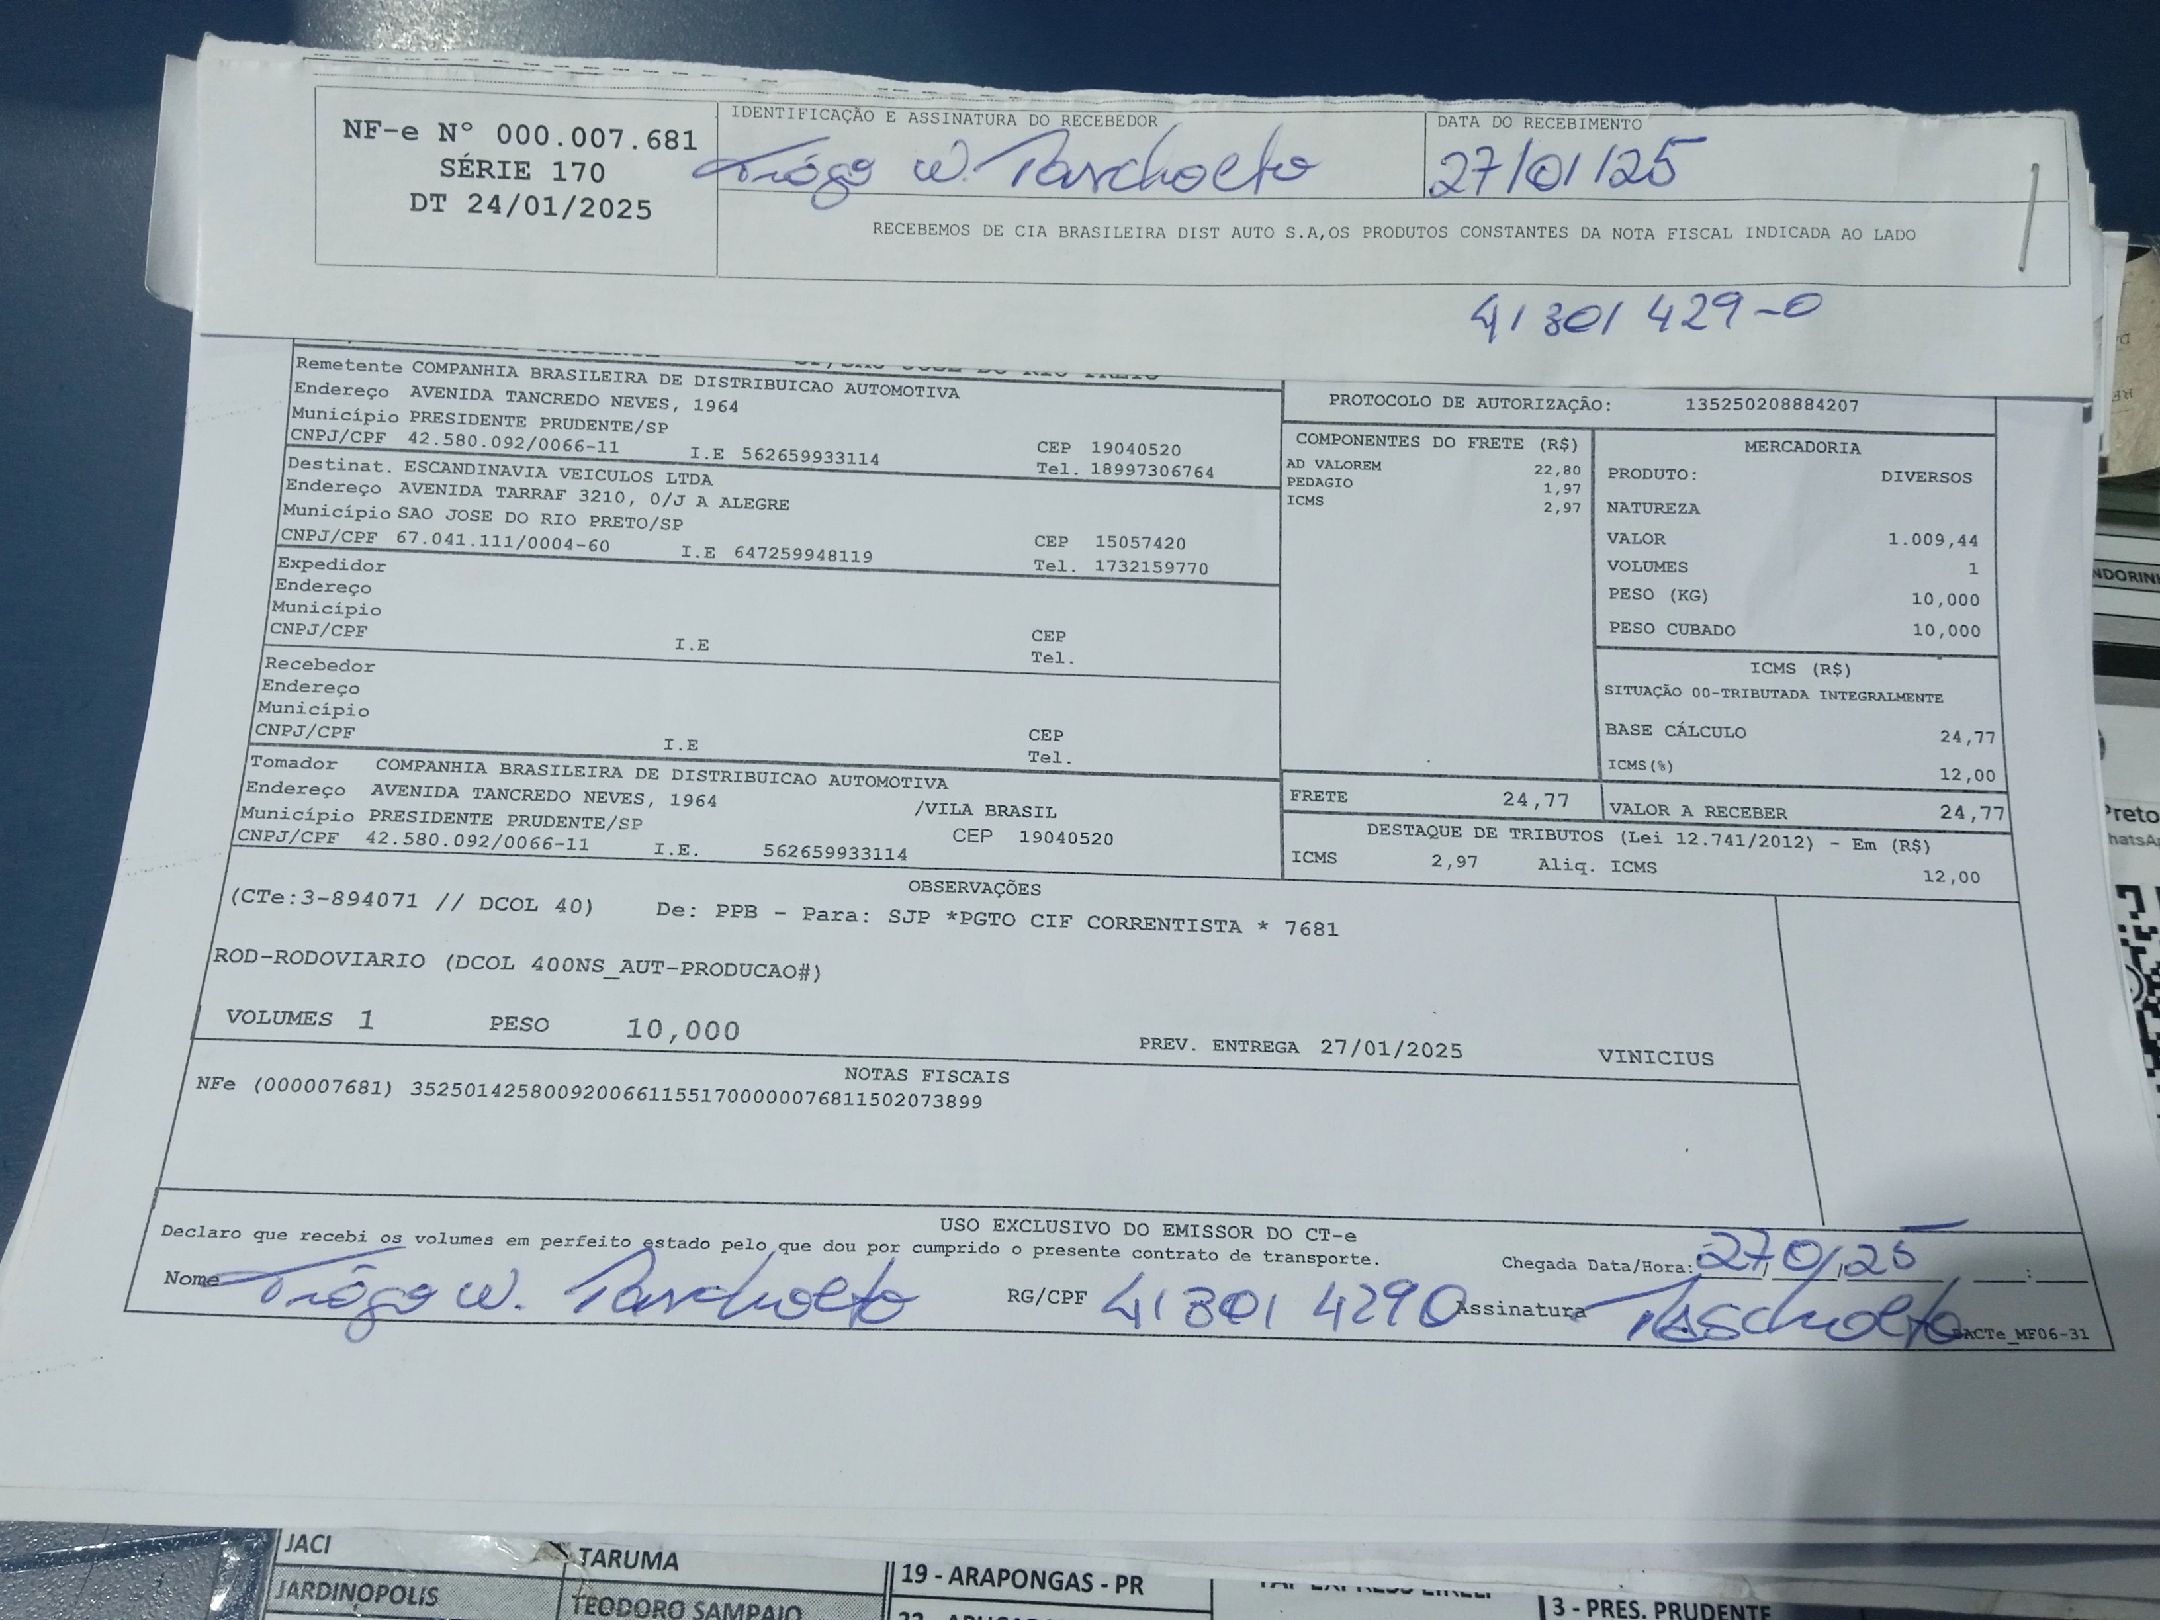 NF-e Nº 000.007.681
SÉRIE 170
DT 24/01/2025
IDENTIFICAÇÃO E ASSINATURA DO RECEBEDOR
DATA DO RECEBIMENTO
27/01/25
RECEBEMOS DE CIA BRASILEIRA DIST AUTO S.A,OS PRODUTOS CONSTANTES DA NOTA FISCAL INDICADA AO LADO
41301429-0
Remetente COMPANHIA BRASILEIRA DE DISTRIBUICAO AUTOMOTIVA
Endereço AVENIDA TANCREDO NEVES, 1964
Município PRESIDENTE PRUDENTE/SP
CNPJ/CPF 42.580.092/0066-11 I.E 562659933114 CEP 19040520
Tel. 18997306764
Destinat. ESCANDINAVIA VEICULOS LTDA
Endereço AVENIDA TARRAF 3210, 0/J A ALEGRE
Município SAO JOSE DO RIO PRETO/SP
CNPJ/CPF 67.041.111/0004-60 I.E 647259948119 CEP 15057420
Tel. 1732159770
Expedidor
Endereço
Município
CNPJ/CPF I.E CEP
Tel.
Recebedor
Endereço
Município
CNPJ/CPF I.E CEP
Tel.
Tomador COMPANHIA BRASILEIRA DE DISTRIBUICAO AUTOMOTIVA
Endereço AVENIDA TANCREDO NEVES, 1964 /VILA BRASIL
Município PRESIDENTE PRUDENTE/SP CEP 19040520
CNPJ/CPF 42.580.092/0066-11 I.E. 562659933114
PROTOCOLO DE AUTORIZAÇÃO: 135250208884207
COMPONENTES DO FRETE (R$)
AD VALOREM 22,80
PEDAGIO 1,97
ICMS 2,97
MERCADORIA
PRODUTO: DIVERSOS
NATUREZA
VALOR 1.009,44
VOLUMES 1
PESO (KG) 10,000
PESO CUBADO 10,000
ICMS (R$)
SITUAÇÃO 00-TRIBUTADA INTEGRALMENTE
BASE CÁLCULO 24,77
ICMS(%) 12,00
FRETE 24,77
VALOR A RECEBER 24,77
DESTAQUE DE TRIBUTOS (Lei 12.741/2012) - Em (R$)
ICMS 2,97 Aliq. ICMS 12,00
OBSERVAÇÕES
(CTe:3-894071 // DCOL 40) De: PPB - Para: SJP *PGTO CIF CORRENTISTA * 7681
ROD-RODOVIARIO (DCOL 400NS_AUT-PRODUCAO#)
VOLUMES 1 PESO 10,000
PREV. ENTREGA 27/01/2025 VINICIUS
NOTAS FISCAIS
NFe (000007681) 35250142580092006611551700000076811502073899
USO EXCLUSIVO DO EMISSOR DO CT-e
Declaro que recebi os volumes em perfeito estado pelo que dou por cumprido o presente contrato de transporte.
Chegada Data/Hora: 27/01/25 :
Nome
RG/CPF 413014290 Assinatura
DACTe_MF06-31
JACI
TARUMA
19 - ARAPONGAS - PR
JARDINOPOLIS
TEODORO SAMPAIO
3 - PRES. PRUDENTE